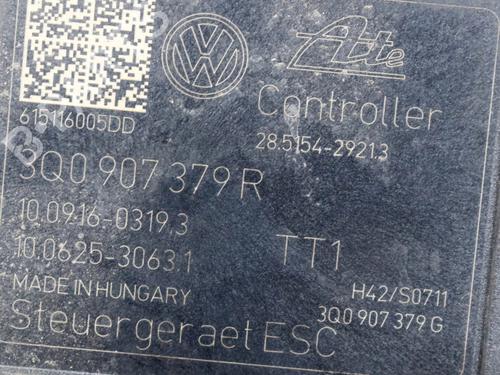 VW
Ate
Controller
615116005DD
28.5154-2921.3
3Q0 907 379 R
10.0916-0319.3
10.0625-3063.1
TT1
MADE IN HUNGARY
H42/S0711
Steuergeraet ESC
3Q0 907 379 G